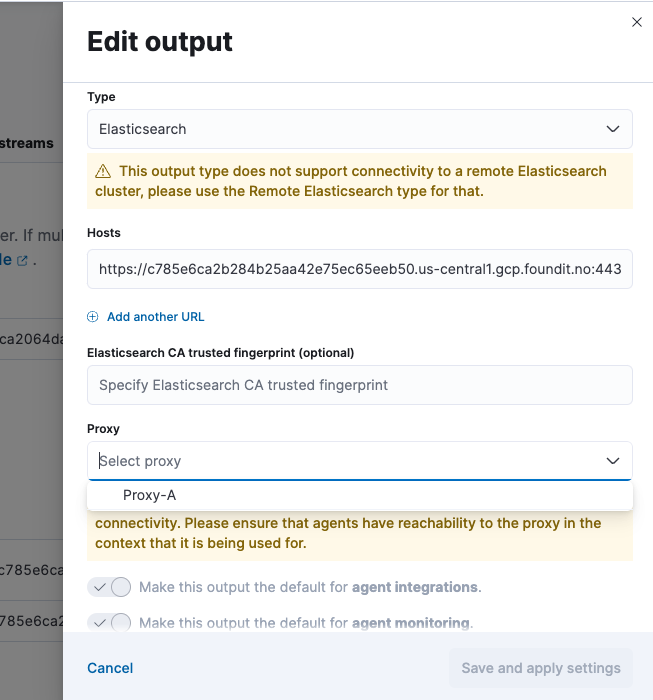 Edit output
Type
Elasticsearch
This output type does not support connectivity to a remote Elasticsearch
cluster, please use the Remote Elasticsearch type for that.
streams
Hosts
er. If mul
https://c785e6ca2b284b25aa42e75ec65eeb50.us-central1.gcp.foundit.no:443
le .
Add another URL
ca2064da
Elasticsearch CA trusted fingerprint (optional)
Specify Elasticsearch CA trusted fingerprint
Proxy
Select proxy
Proxy-A
connectivity. Please ensure that agents have reachability to the proxy in the
context that it is being used for.
c785e6ca
Make this output the default for agent integrations.
785e6ca2
Make this output the default for agent monitoring.
Cancel
Save and apply settings